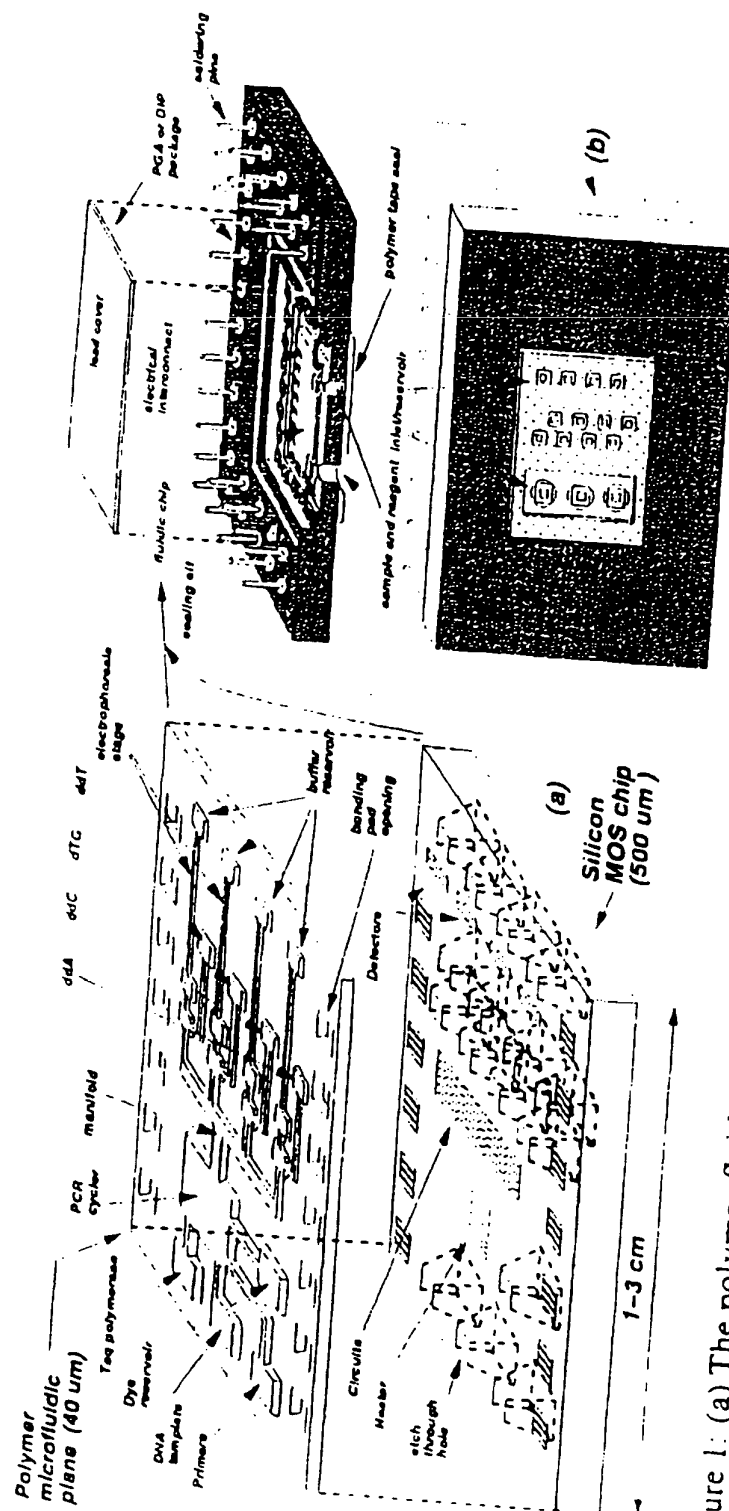 Polymer
microfluidic
plane (40 um)
Taq polymerase
Dye
reservoir
DNA
template
Primers
PCR
cycler
manifold
ddA
ddC
dTG
ddT
electrophoresis
stage
buffer
reservoir
bonding
pad
opening
Detectors
Circuits
Heater
etch
through
hole
(a)
Silicon
MOS chip
(500 um)
1-3 cm
lead cover
PGA or DIP
package
soldering
pins
electrical
interconnect
fluidic chip
sealing
polymer tape seal
sample and reagent inlet/reservoir
(b)
ure 1: (a) The polyme